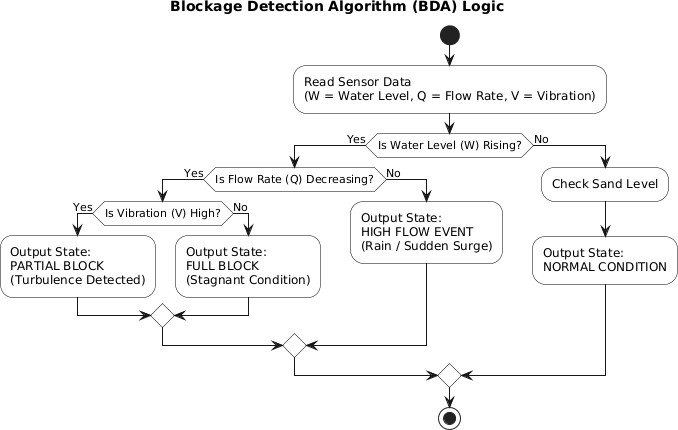 Blockage Detection Algorithm (BDA) Logic
Read Sensor Data
(W = Water Level, Q = Flow Rate, V = Vibration)
Yes
Is Water Level (W) Rising?
No
Yes
Is Flow Rate (Q) Decreasing?
No
Check Sand Level
Yes
Is Vibration (V) High?
No
Output State:
PARTIAL BLOCK
(Turbulence Detected)
Output State:
FULL BLOCK
(Stagnant Condition)
Output State:
HIGH FLOW EVENT
(Rain / Sudden Surge)
Output State:
NORMAL CONDITION